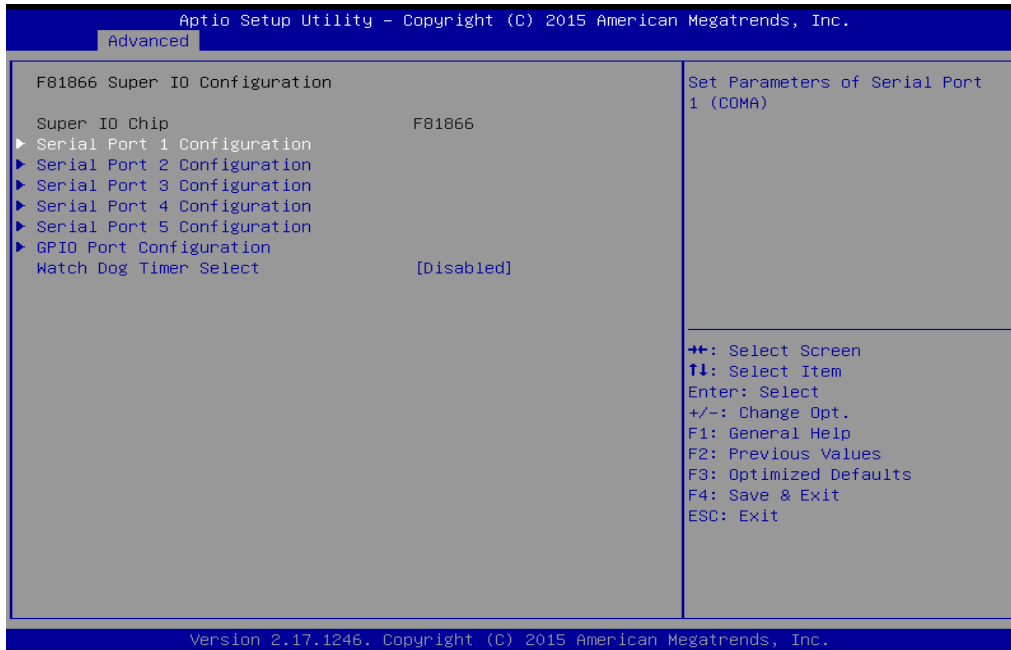 Aptio Setup Utility – Copyright (C) 2015 American Megatrends, Inc.
Advanced
F81866 Super IO Configuration
Super IO Chip F81866
▶ Serial Port 1 Configuration
▶ Serial Port 2 Configuration
▶ Serial Port 3 Configuration
▶ Serial Port 4 Configuration
▶ Serial Port 5 Configuration
▶ GPIO Port Configuration
Watch Dog Timer Select [Disabled]
Set Parameters of Serial Port
1 (COMA)
→←: Select Screen
↑↓: Select Item
Enter: Select
+/-: Change Opt.
F1: General Help
F2: Previous Values
F3: Optimized Defaults
F4: Save & Exit
ESC: Exit
Version 2.17.1246. Copyright (C) 2015 American Megatrends, Inc.